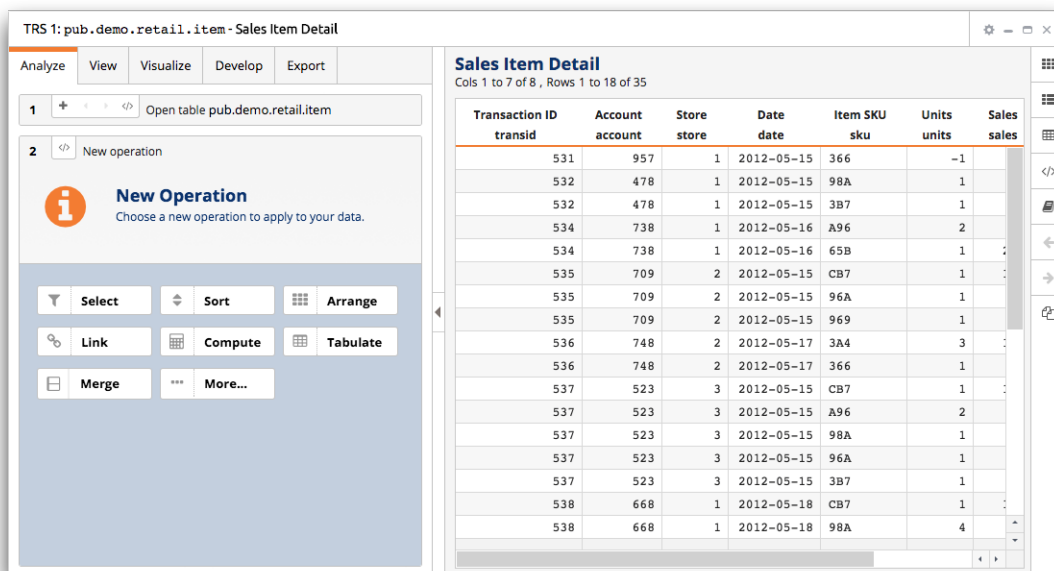 TRS 1: pub.demo.retail.item - Sales Item Detail
Analyze View Visualize Develop Export
1 </> Open table pub.demo.retail.item
2 </> New operation
New Operation
Choose a new operation to apply to your data.
Select Sort Arrange
Link Compute Tabulate
Merge More...
Sales Item Detail
Cols 1 to 7 of 8 , Rows 1 to 18 of 35
Transaction ID Account Store Date Item SKU Units Sales
transid account store date sku units sales
531 957 1 2012-05-15 366 -1
532 478 1 2012-05-15 98A 1
532 478 1 2012-05-15 3B7 1
534 738 1 2012-05-16 A96 2
534 738 1 2012-05-16 65B 1
535 709 2 2012-05-15 CB7 1
535 709 2 2012-05-15 96A 1
535 709 2 2012-05-15 969 1
536 748 2 2012-05-17 3A4 3
536 748 2 2012-05-17 366 1
537 523 3 2012-05-15 CB7 1
537 523 3 2012-05-15 A96 2
537 523 3 2012-05-15 98A 1
537 523 3 2012-05-15 96A 1
537 523 3 2012-05-15 3B7 1
538 668 1 2012-05-18 CB7 1
538 668 1 2012-05-18 98A 4